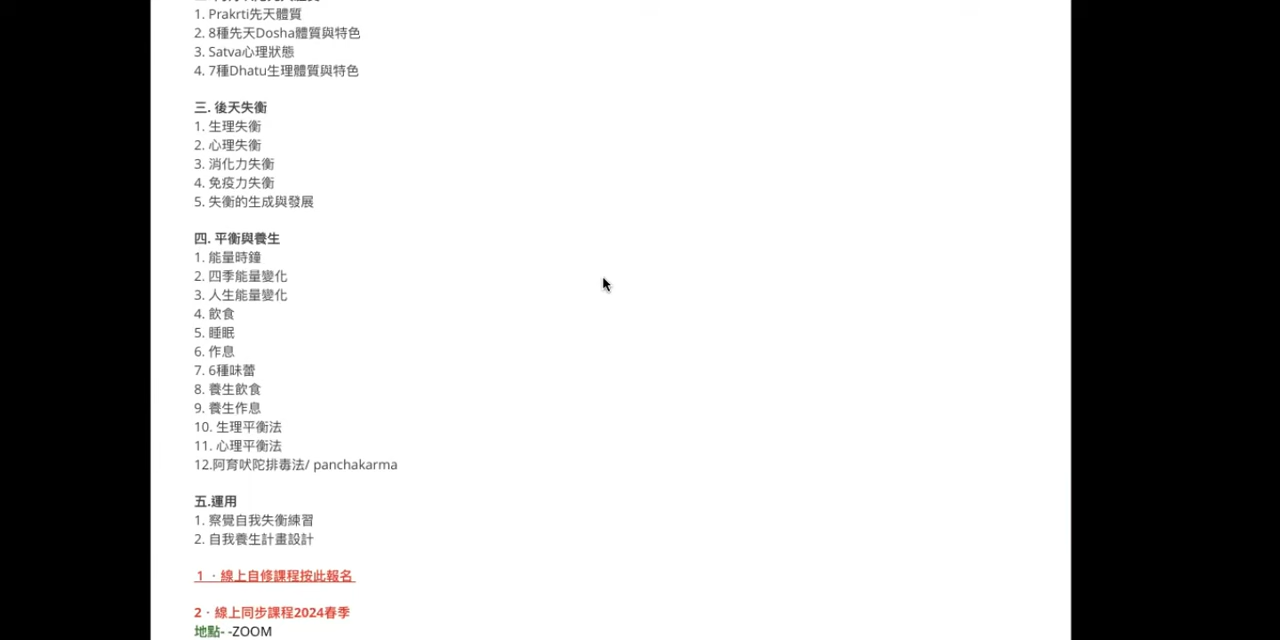 1. Prakrti先天體質
2. 8種先天Dosha體質與特色
3. Satva心理狀態
4. 7種Dhatu生理體質與特色
三. 後天失衡
1. 生理失衡
2. 心理失衡
3. 消化力失衡
4. 免疫力失衡
5. 失衡的生成與發展
四. 平衡與養生
1. 能量時鐘
2. 四季能量變化
3. 人生能量變化
4. 飲食
5. 睡眠
6. 作息
7. 6種味蕾
8. 養生飲食
9. 養生作息
10. 生理平衡法
11. 心理平衡法
12.阿育吠陀排毒法/ panchakarma
五.運用
1. 察覺自我失衡練習
2. 自我養生計畫設計
1 · 線上自修課程按此報名
2 · 線上同步課程2024春季
地點- -ZOOM